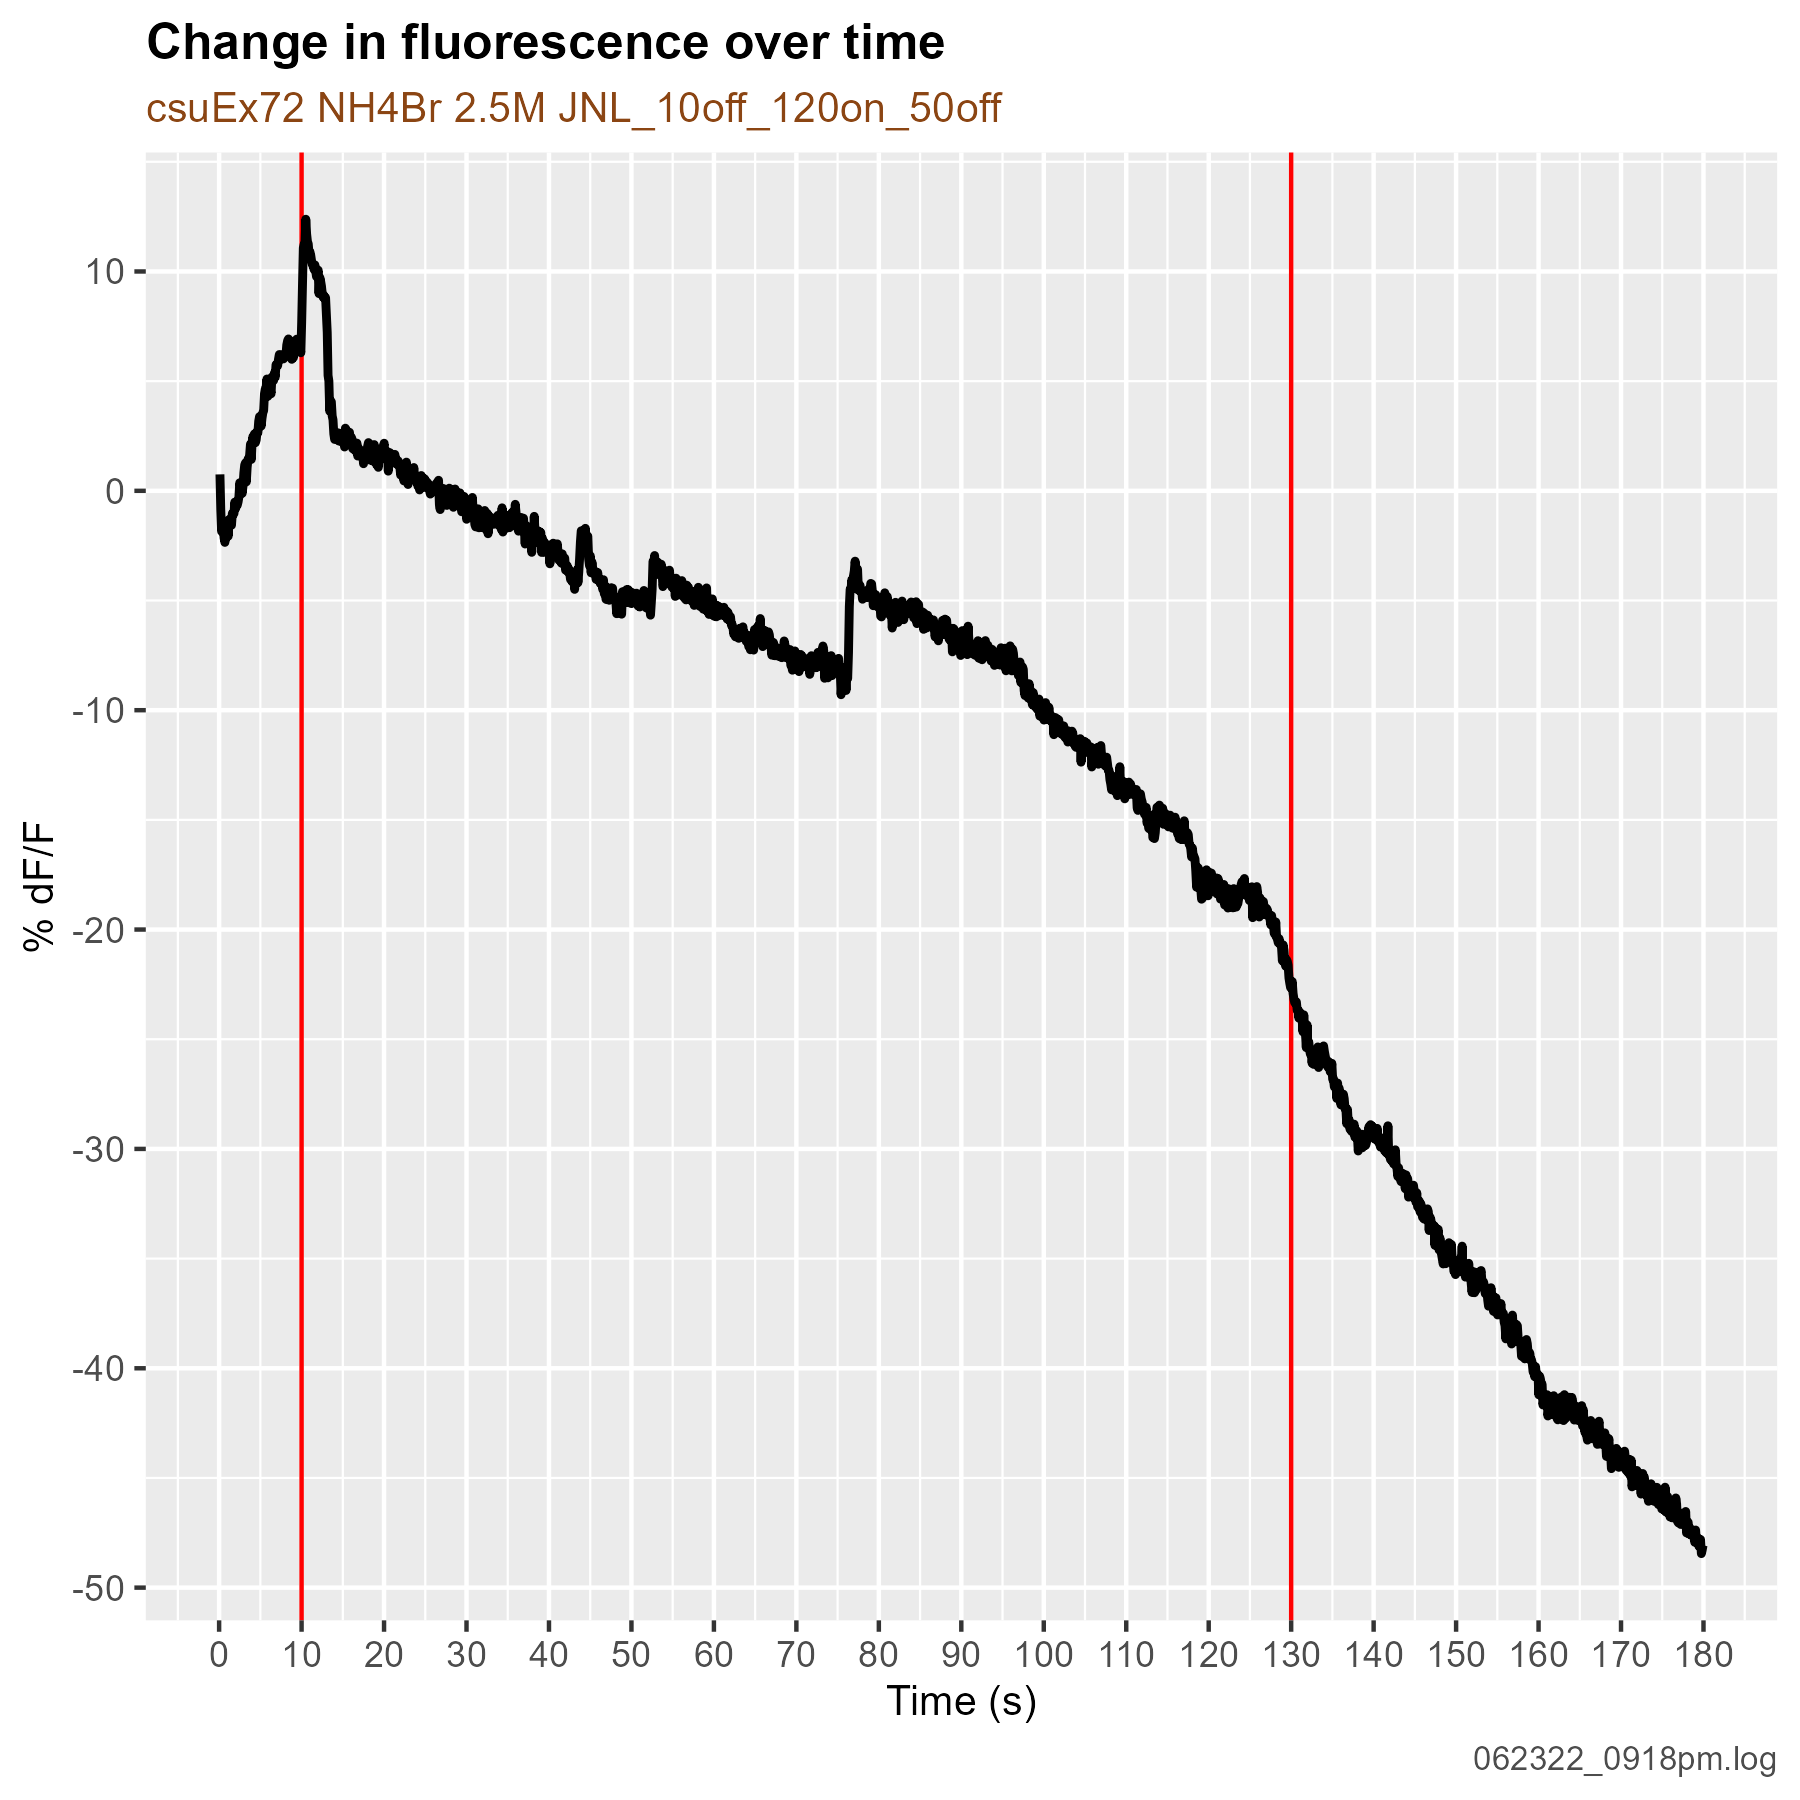 Change in fluorescence over time
csuEx72 NH4Br 2.5M JNL_10off_120on_50off
% dF/F
10
0
-10
-20
-30
-40
-50
0 10 20 30 40 50 60 70 80 90 100 110 120 130 140 150 160 170 180
Time (s)
062322_0918pm.log